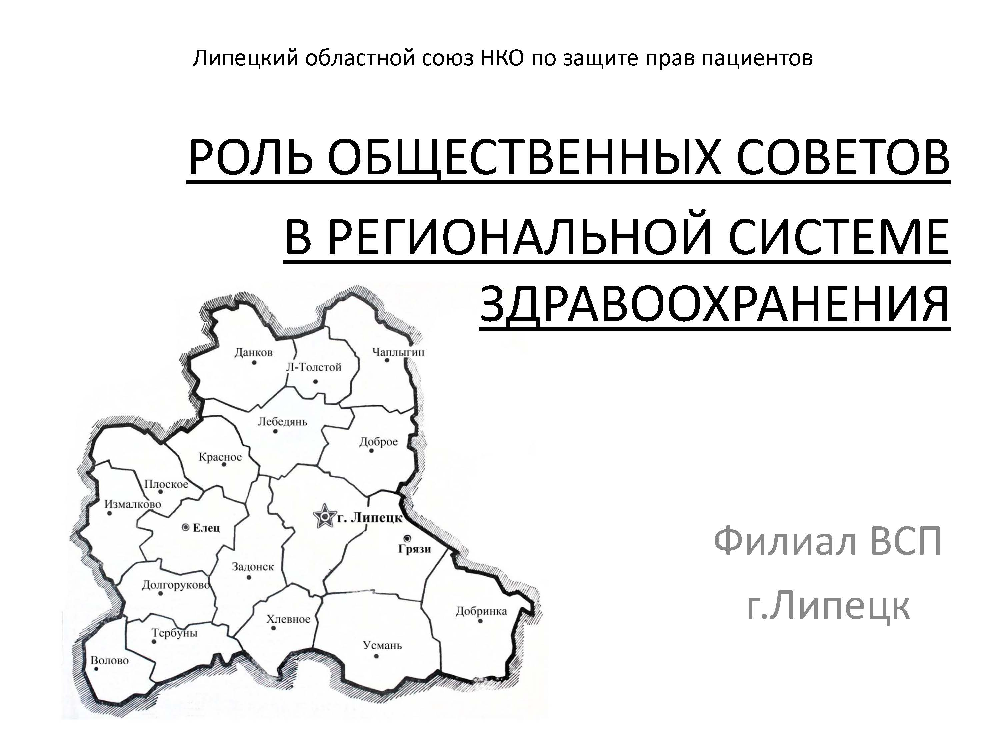 Липецкий областной союз НКО по защите прав пациентов
РОЛЬ ОБЩЕСТВЕННЫХ СОВЕТОВ
В РЕГИОНАЛЬНОЙ СИСТЕМЕ
ЗДРАВООХРАНЕНИЯ
Данков
Чаплыгин
Л-Толстой
Лебедянь
Доброе
Красное
Плоское
Измалково
г. Липецк
Елец
Грязи
Задонск
Долгоруково
Добринка
Хлевное
Тербуны
Усмань
Волово
Филиал ВСП
г.Липецк